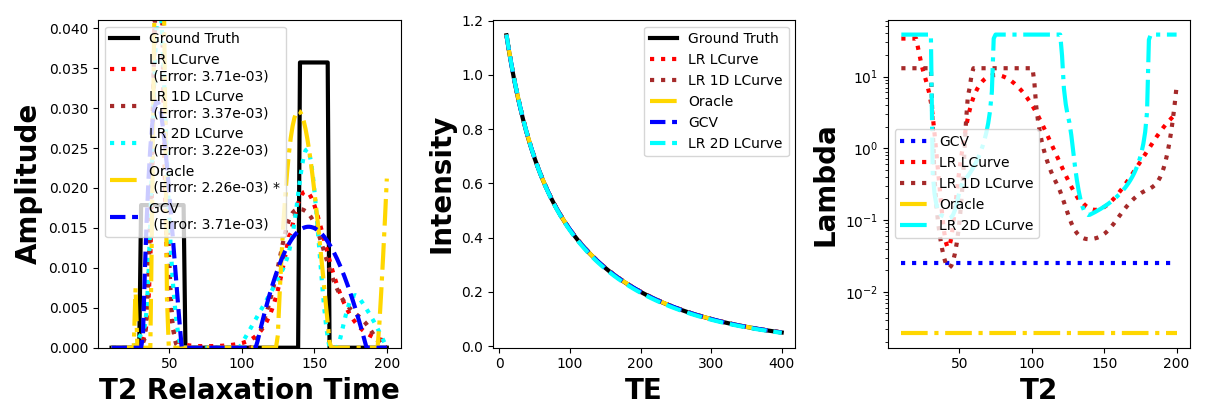 Amplitude
0.040
0.035
0.030
0.025
0.020
0.015
0.010
0.005
0.000
Ground Truth
LR LCurve
(Error: 3.71e-03)
LR 1D LCurve
(Error: 3.37e-03)
LR 2D LCurve
(Error: 3.22e-03)
Oracle
(Error: 2.26e-03) *
GCV
(Error: 3.71e-03)
50 100 150 200
T2 Relaxation Time
Intensity
1.2
1.0
0.8
0.6
0.4
0.2
0.0
Ground Truth
LR LCurve
LR 1D LCurve
Oracle
GCV
LR 2D LCurve
0 100 200 300 400
TE
Lambda
10¹
10⁰
10⁻¹
10⁻²
GCV
LR LCurve
LR 1D LCurve
Oracle
LR 2D LCurve
50 100 150 200
T2